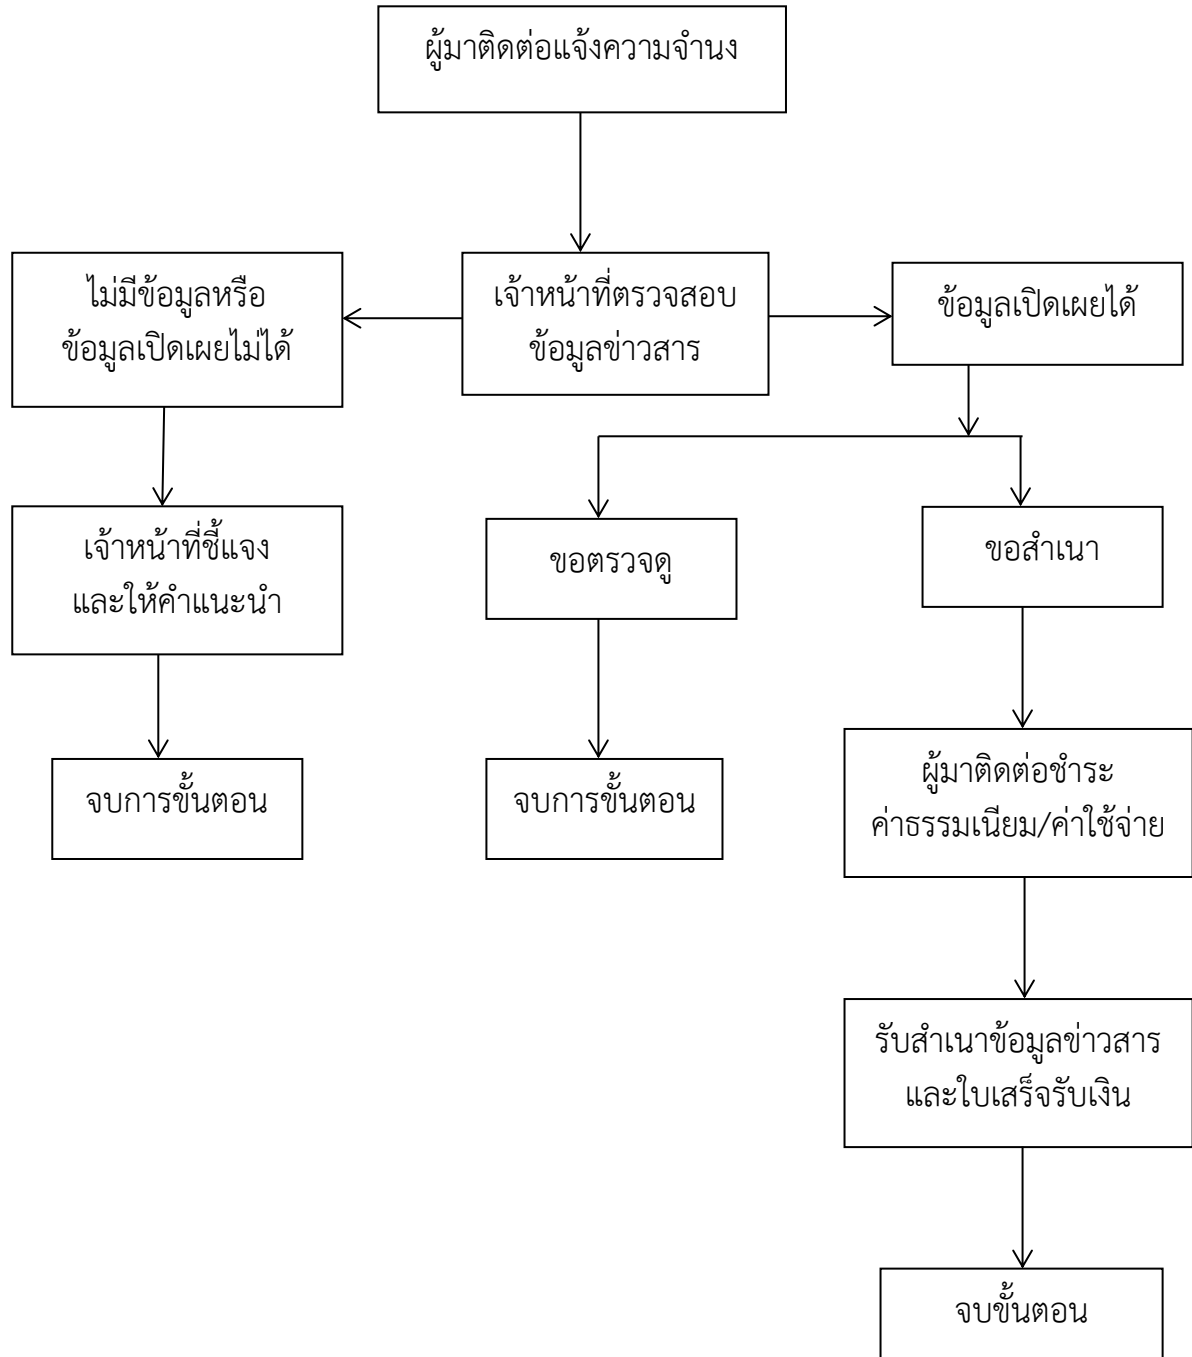 ผู้มาติดต่อแจ้งความจำนง
ไม่มีข้อมูลหรือ
ข้อมูลเปิดเผยไม่ได้
เจ้าหน้าที่ตรวจสอบ
ข้อมูลข่าวสาร
ข้อมูลเปิดเผยได้
เจ้าหน้าที่ชี้แจง
และให้คำแนะนำ
ขอตรวจดู
ขอสำเนา
จบการขั้นตอน
จบการขั้นตอน
ผู้มาติดต่อชำระ
ค่าธรรมเนียม/ค่าใช้จ่าย
รับสำเนาข้อมูลข่าวสาร
และใบเสร็จรับเงิน
จบขั้นตอน